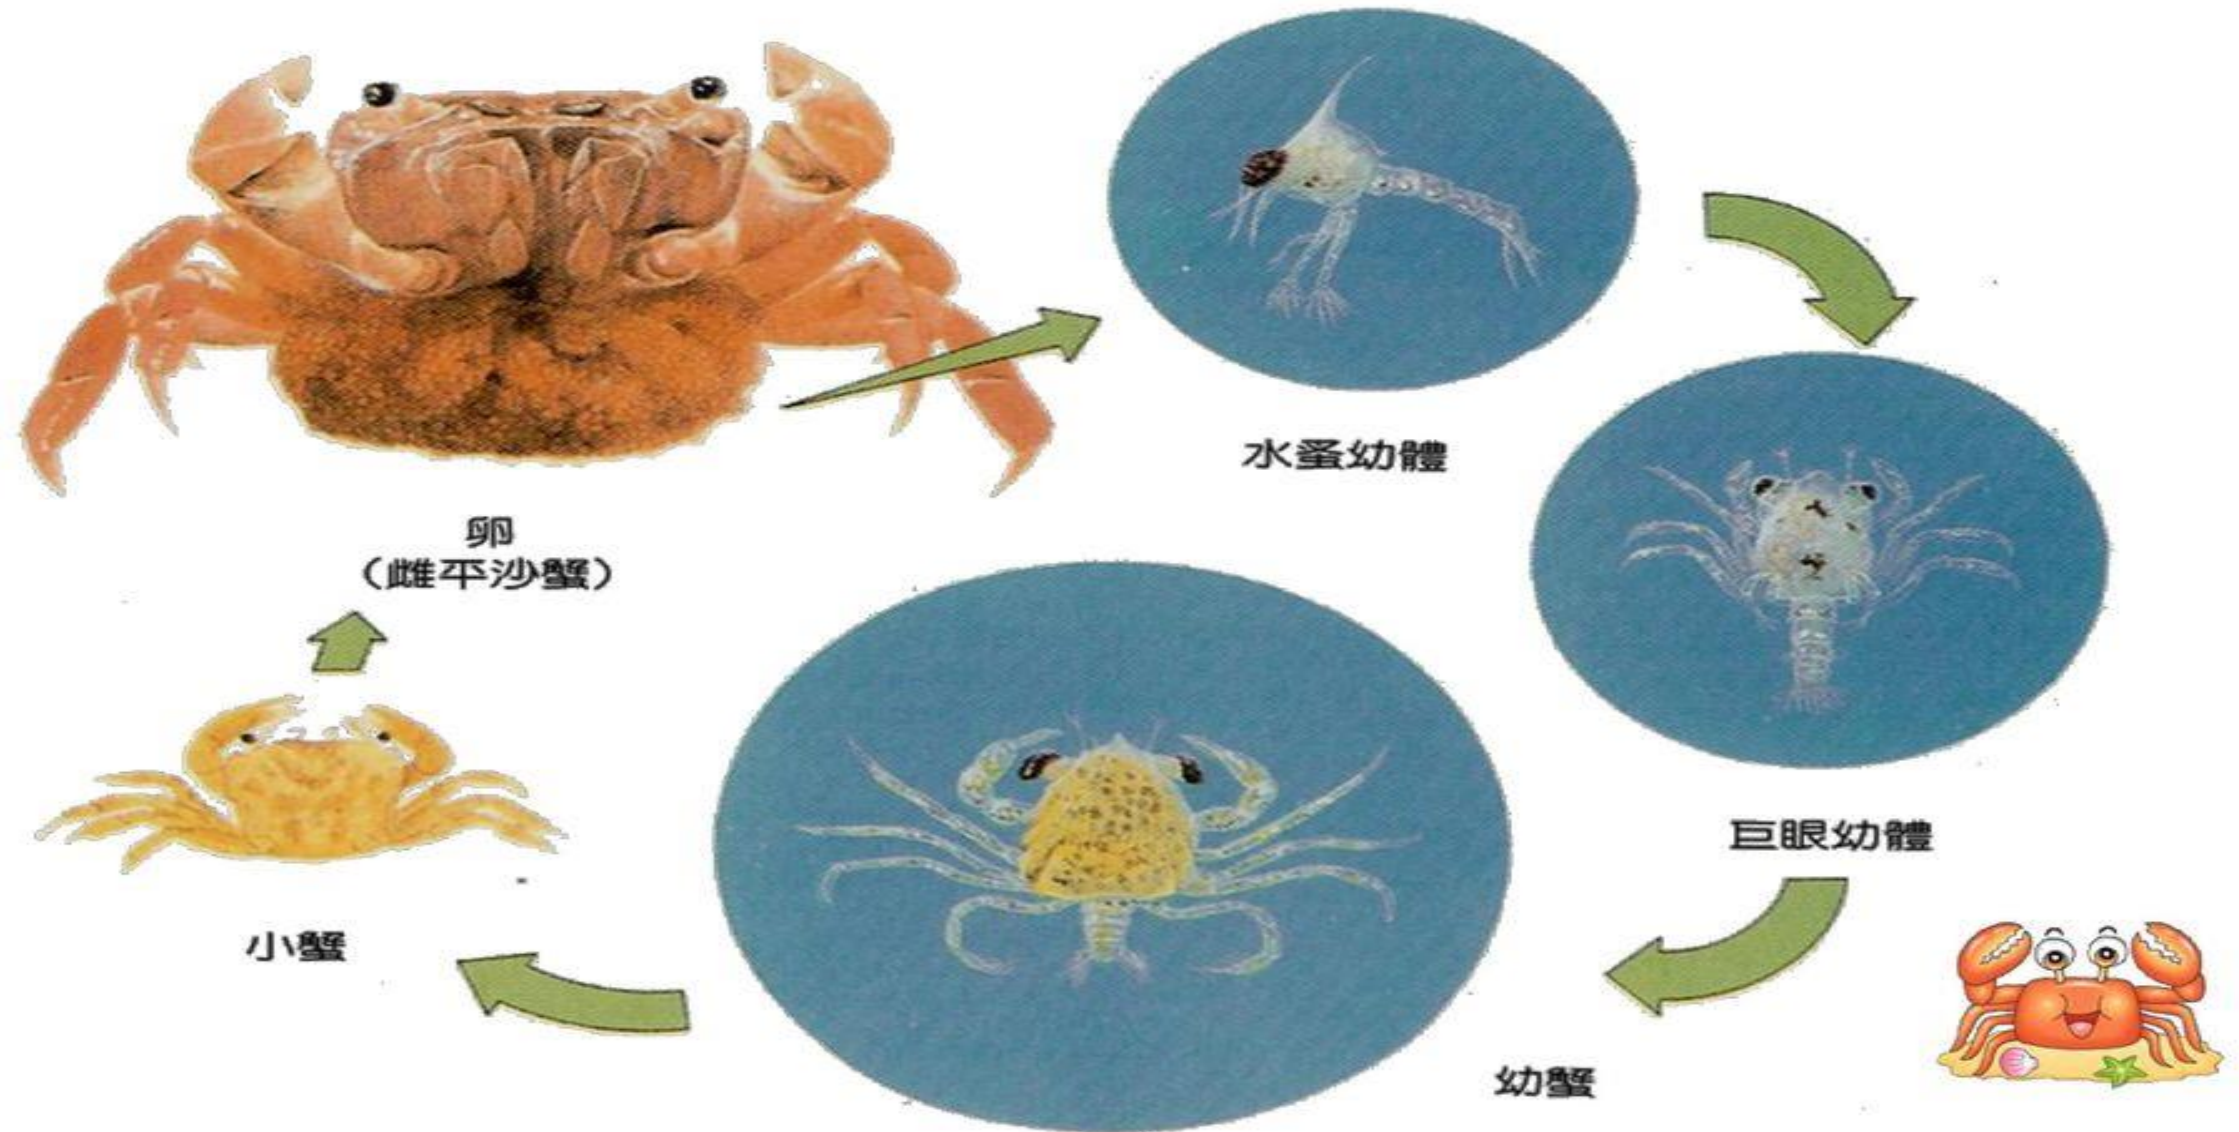 水蚤幼體
卵
（雌平沙蟹）
巨眼幼體
小蟹
幼蟹